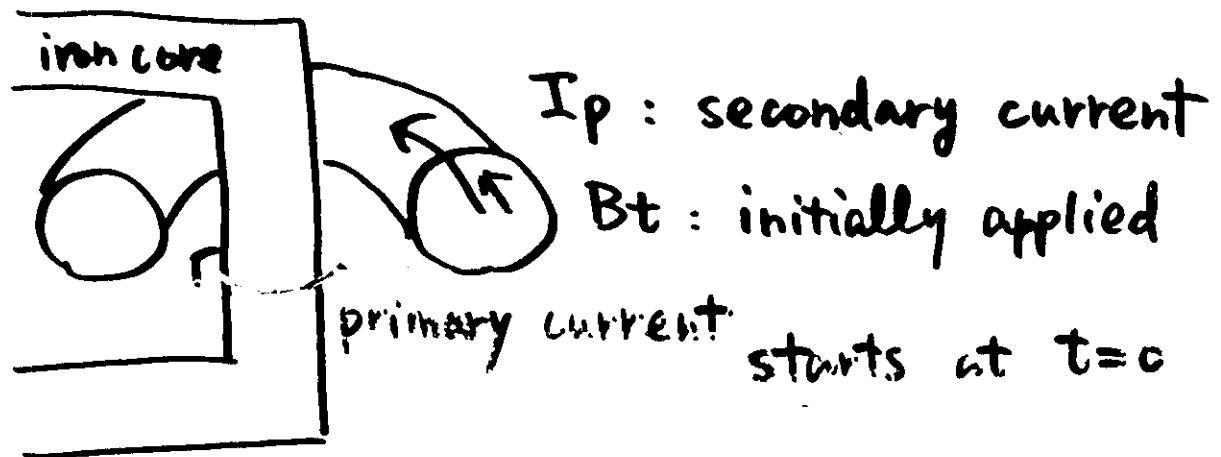 iron core
Ip : secondary current
Bt : initially applied
primary current
starts at t=0